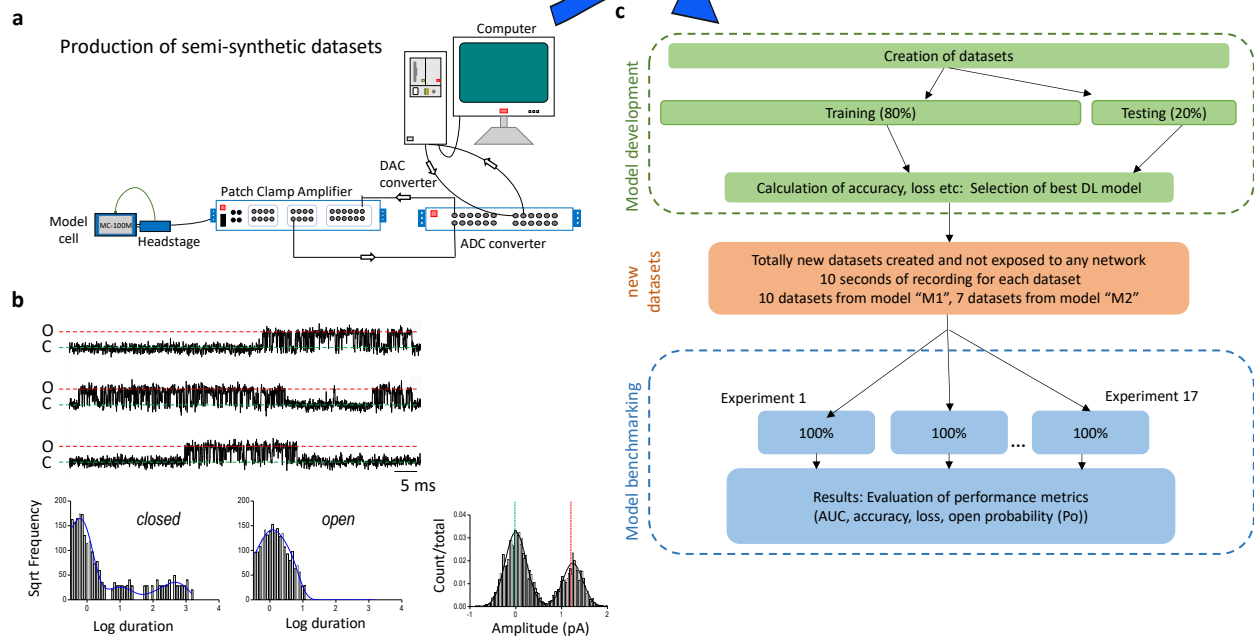 a
Production of semi-synthetic datasets
Computer
DAC
converter
Patch Clamp Amplifier
Model
cell
MC-100M
Headstage
ADC converter
b
O
C
O
C
O
C
5 ms
closed
200
150
100
50
0
0
1
2
3
4
Sqrt Frequency
Log duration
open
200
150
100
50
0
0
1
2
3
4
Log duration
0.04
0.03
0.02
0.01
0.00
-1
0
1
2
Count/total
Amplitude (pA)
c
Model development
Creation of datasets
Training (80%)
Testing (20%)
Calculation of accuracy, loss etc: Selection of best DL model
new
datasets
Totally new datasets created and not exposed to any network
10 seconds of recording for each dataset
10 datasets from model “M1”, 7 datasets from model “M2”
Model benchmarking
Experiment 1
Experiment 17
100%
100%
...
100%
Results: Evaluation of performance metrics
(AUC, accuracy, loss, open probability (Po))